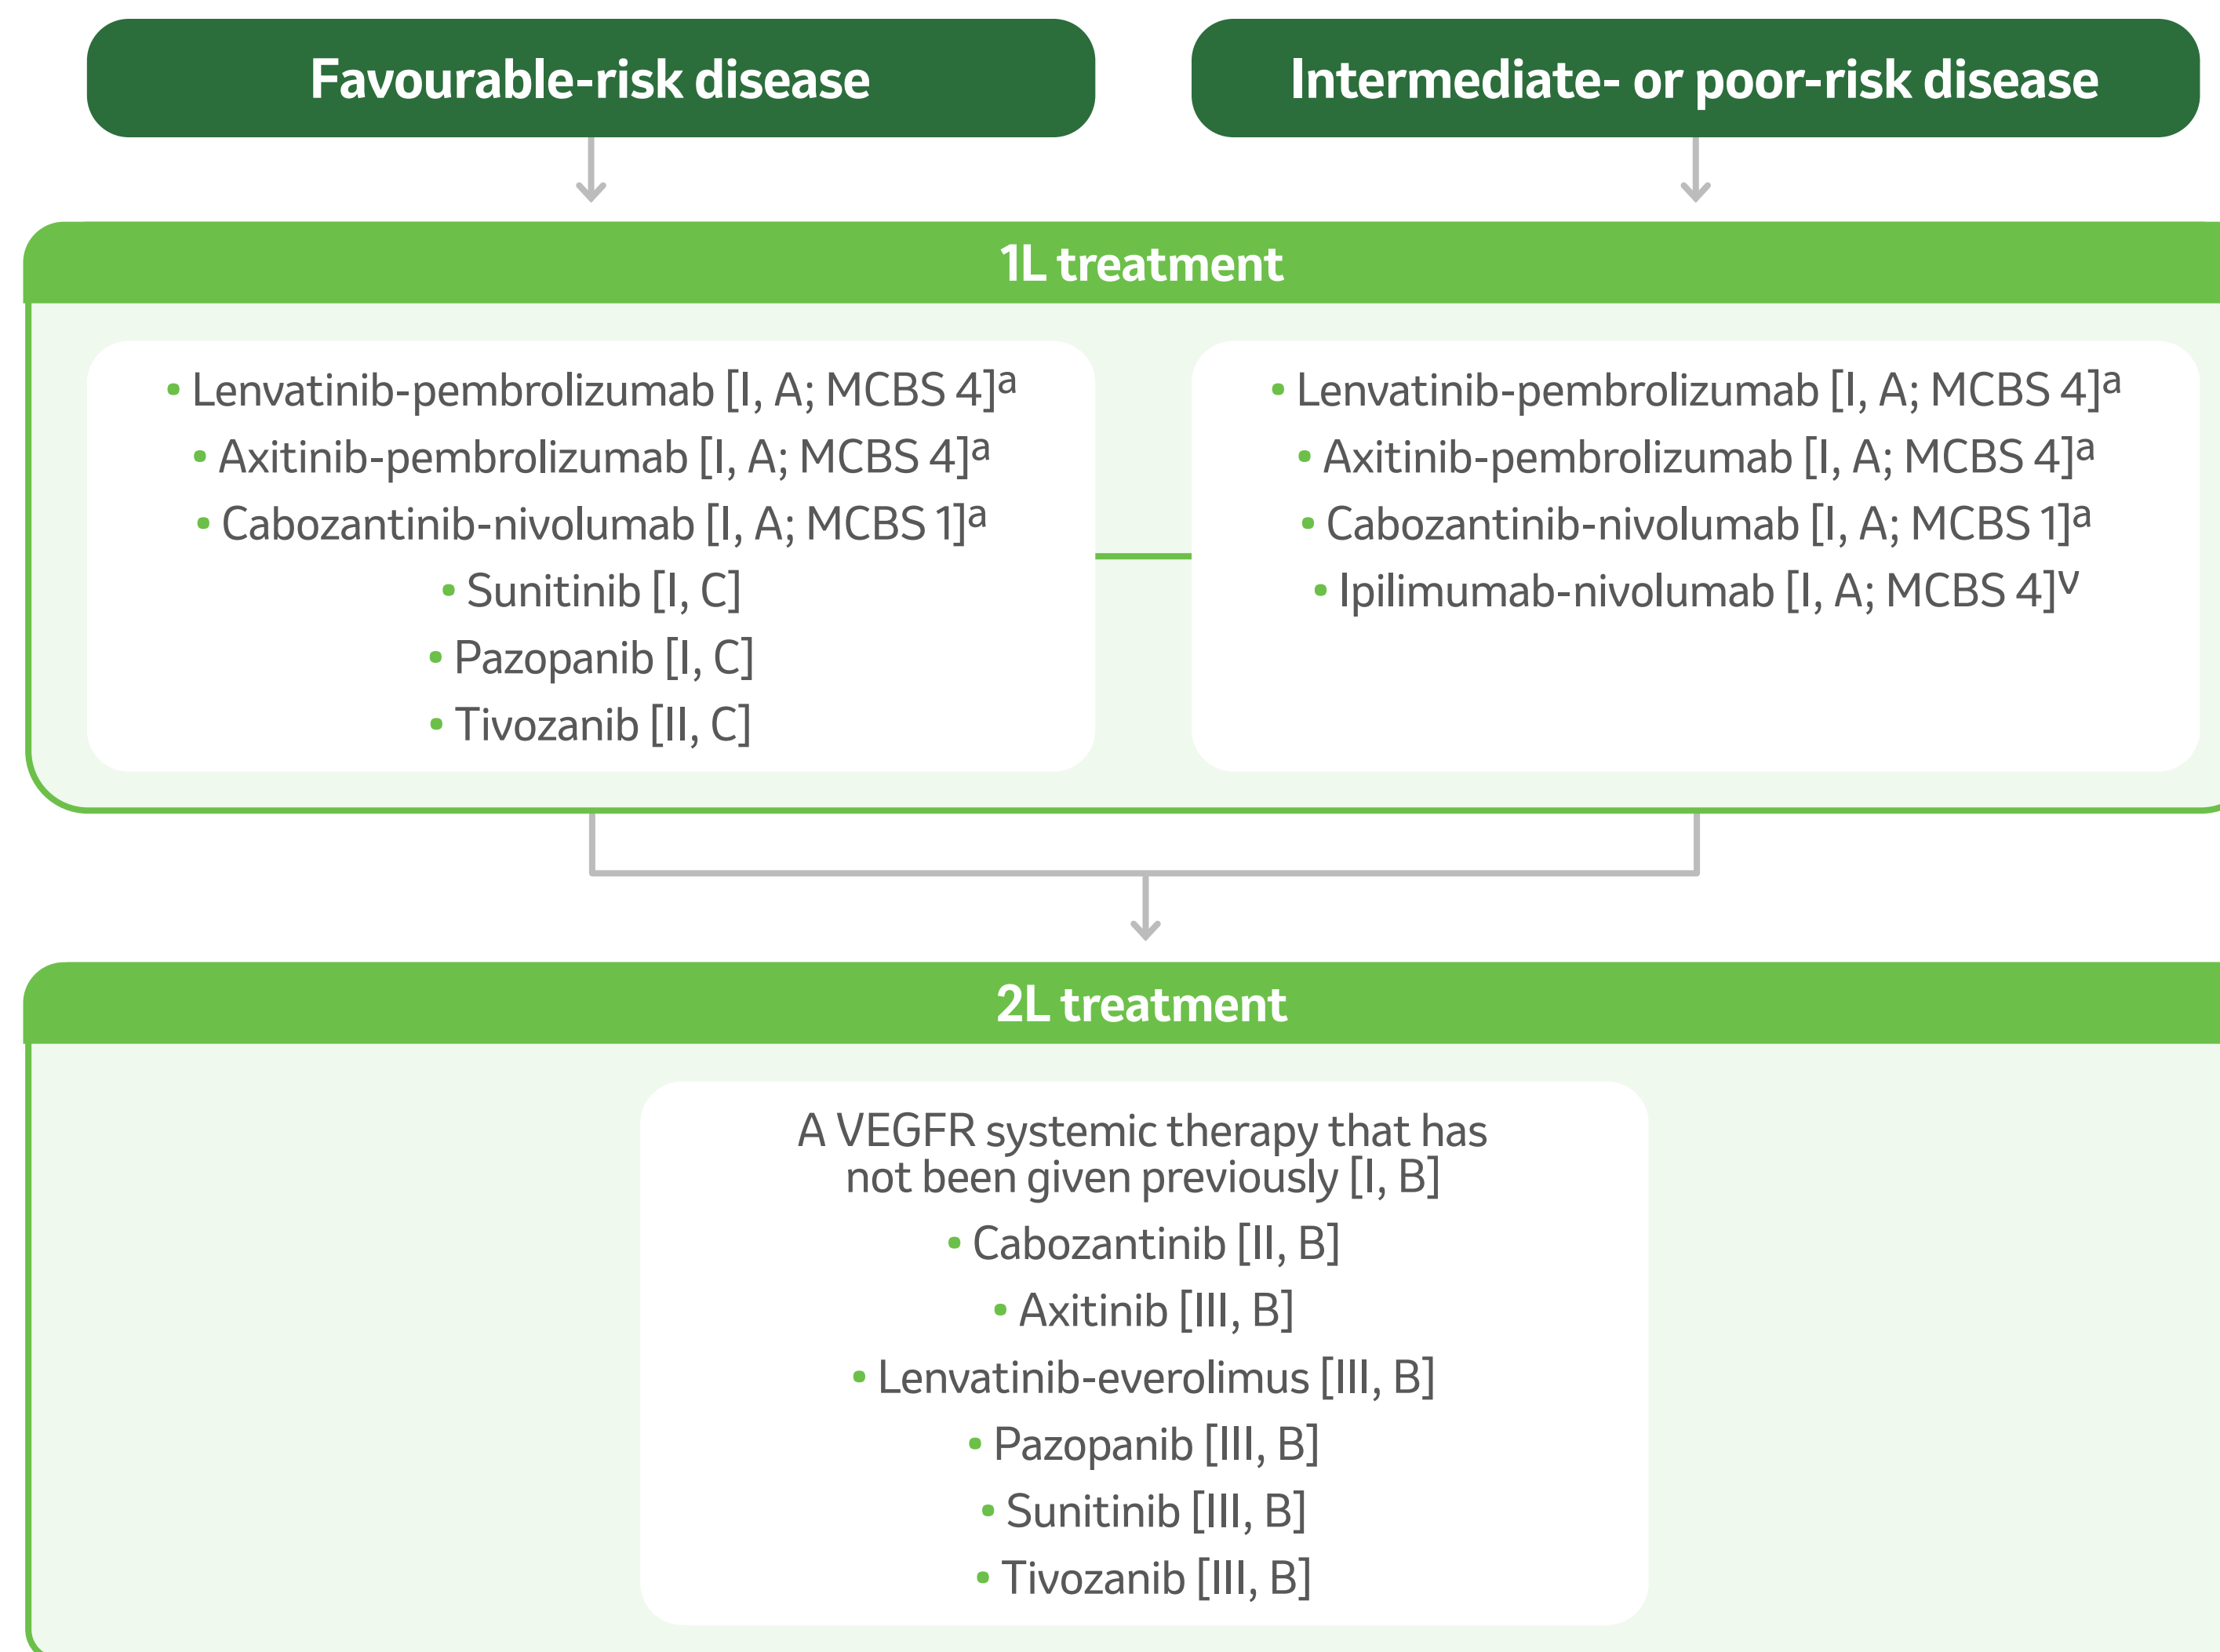 Favourable-risk disease
Intermediate- or poor-risk disease
1L treatment
• Lenvatinib-pembrolizumab [I, A; MCBS 4]ᵃ
• Axitinib-pembrolizumab [I, A; MCBS 4]ᵃ
• Cabozantinib-nivolumab [I, A; MCBS 1]ᵃ
• Sunitinib [I, C]
• Pazopanib [I, C]
• Tivozanib [II, C]
• Lenvatinib-pembrolizumab [I, A; MCBS 4]ᵃ
• Axitinib-pembrolizumab [I, A; MCBS 4]ᵃ
• Cabozantinib-nivolumab [I, A; MCBS 1]ᵃ
• Ipilimumab-nivolumab [I, A; MCBS 4]ᵛ
2L treatment
A VEGFR systemic therapy that has
not been given previously [I, B]
• Cabozantinib [II, B]
• Axitinib [III, B]
• Lenvatinib-everolimus [III, B]
• Pazopanib [III, B]
• Sunitinib [III, B]
• Tivozanib [III, B]